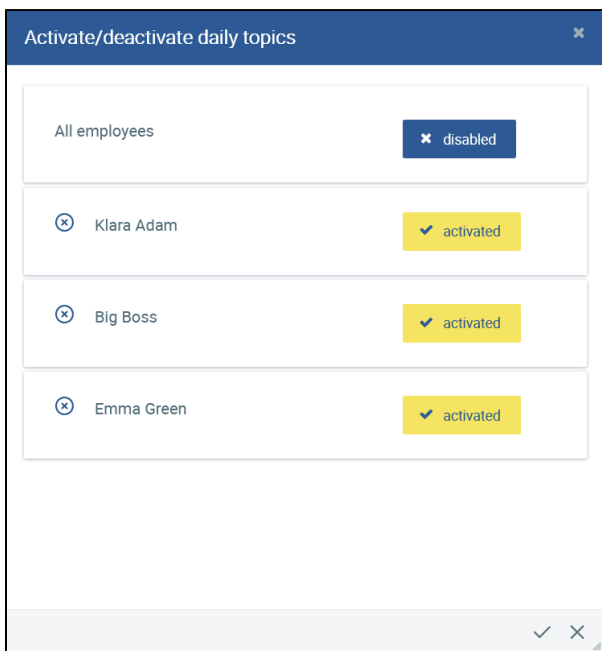 Activate/deactivate daily topics
All employees
disabled
Klara Adam
activated
Big Boss
activated
Emma Green
activated